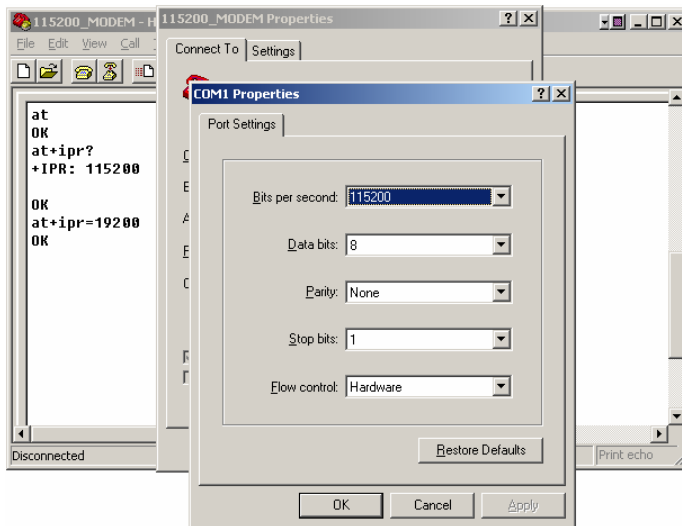 115200_MODEM - H
File Edit View Call
at
OK
at+ipr?
+IPR: 115200
OK
at+ipr=19200
OK
Disconnected
Print echo
115200_MODEM Properties
Connect To
Settings
COM1 Properties
Port Settings
Bits per second: 115200
Data bits: 8
Parity: None
Stop bits: 1
Flow control: Hardware
Restore Defaults
OK
Cancel
Apply